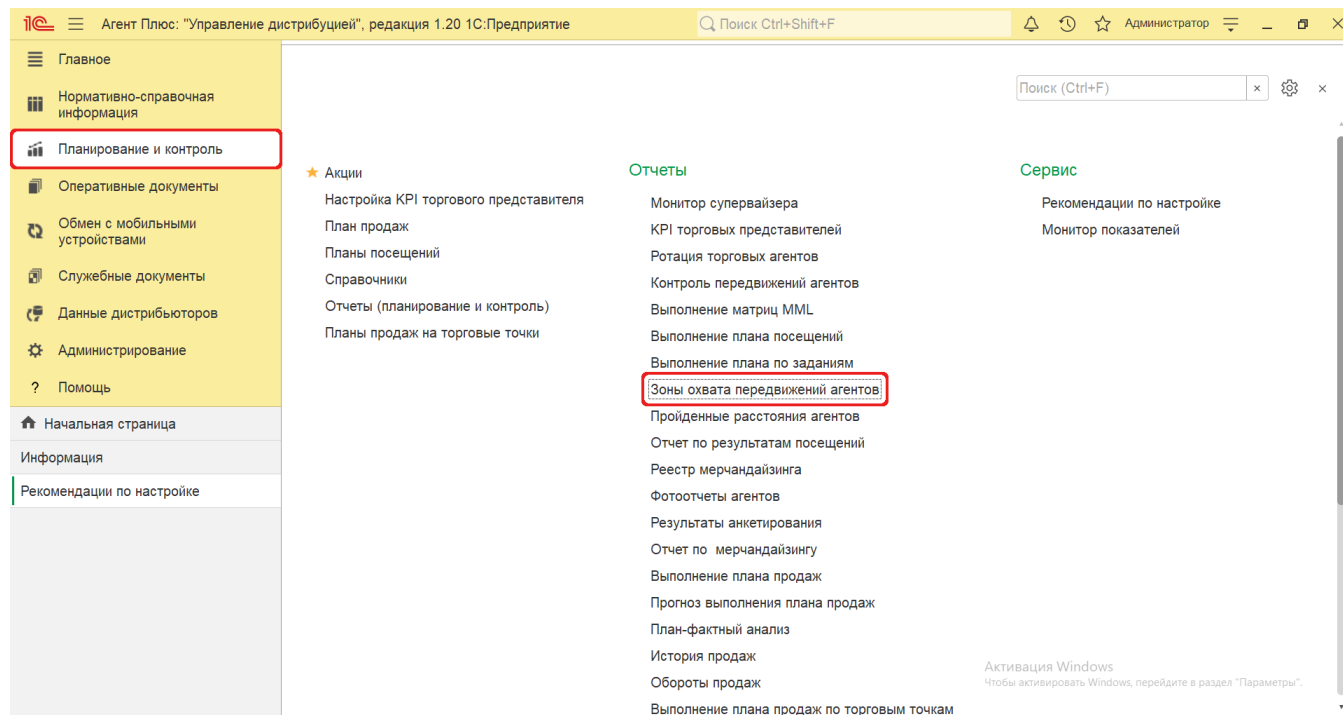 1С Агент Плюс: "Управление дистрибуцией", редакция 1.20 1С:Предприятие
Поиск Ctrl+Shift+F
Администратор
Главное
Нормативно-справочная
информация
Планирование и контроль
Оперативные документы
Обмен с мобильными
устройствами
Служебные документы
Данные дистрибьюторов
Администрирование
? Помощь
Начальная страница
Информация
Рекомендации по настройке
Поиск (Ctrl+F)
×
×
Акции
Настройка KPI торгового представителя
План продаж
Планы посещений
Справочники
Отчеты (планирование и контроль)
Планы продаж на торговые точки
Отчеты
Монитор супервайзера
KPI торговых представителей
Ротация торговых агентов
Контроль передвижений агентов
Выполнение матриц MML
Выполнение плана посещений
Выполнение плана по заданиям
Зоны охвата передвижений агентов
Пройденные расстояния агентов
Отчет по результатам посещений
Реестр мерчандайзинга
Фотоотчеты агентов
Результаты анкетирования
Отчет по мерчандайзингу
Выполнение плана продаж
Прогноз выполнения плана продаж
План-фактный анализ
История продаж
Обороты продаж
Выполнение плана продаж по торговым точкам
Сервис
Рекомендации по настройке
Монитор показателей
Активация Windows
Чтобы активировать Windows, перейдите в раздел "Параметры".